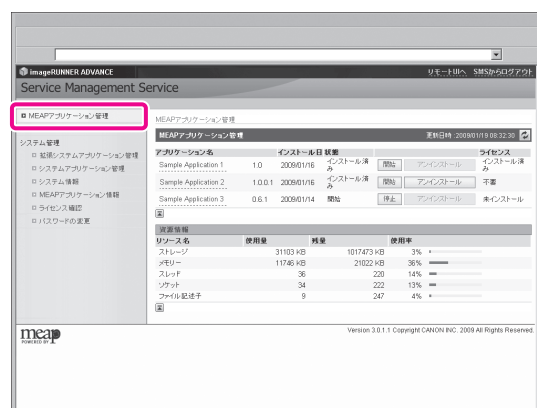 imageRUNNER ADVANCE
リモートUIへ SMSからログアウト
Service Management Service
MEAPアプリケーション管理
システム管理
拡張システムアプリケーション管理
システムアプリケーション管理
システム情報
MEAPアプリケーション情報
ライセンス確認
パスワードの変更
MEAPアプリケーション管理
MEAPアプリケーション管理 更新日時 :2009/01/19 08:32:30
アプリケーション名 インストール日 状態 ライセンス
Sample Application 1 1.0 2009/01/16 インストール済み 開始 アンインストール インストール済み
Sample Application 2 1.0.0.1 2009/01/16 インストール済み 開始 アンインストール 不要
Sample Application 3 0.6.1 2009/01/14 開始 停止 アンインストール 未インストール
資源情報
リソース名 使用量 残量 使用率
ストレージ 31103 KB 1017473 KB 3%
メモリー 11746 KB 21022 KB 36%
スレッド 36 220 14%
ソケット 34 222 13%
ファイル記述子 9 247 4%
meap
POWERED BY
Version 3.0.1.1 Copyright CANON INC. 2009 All Rights Reserved.